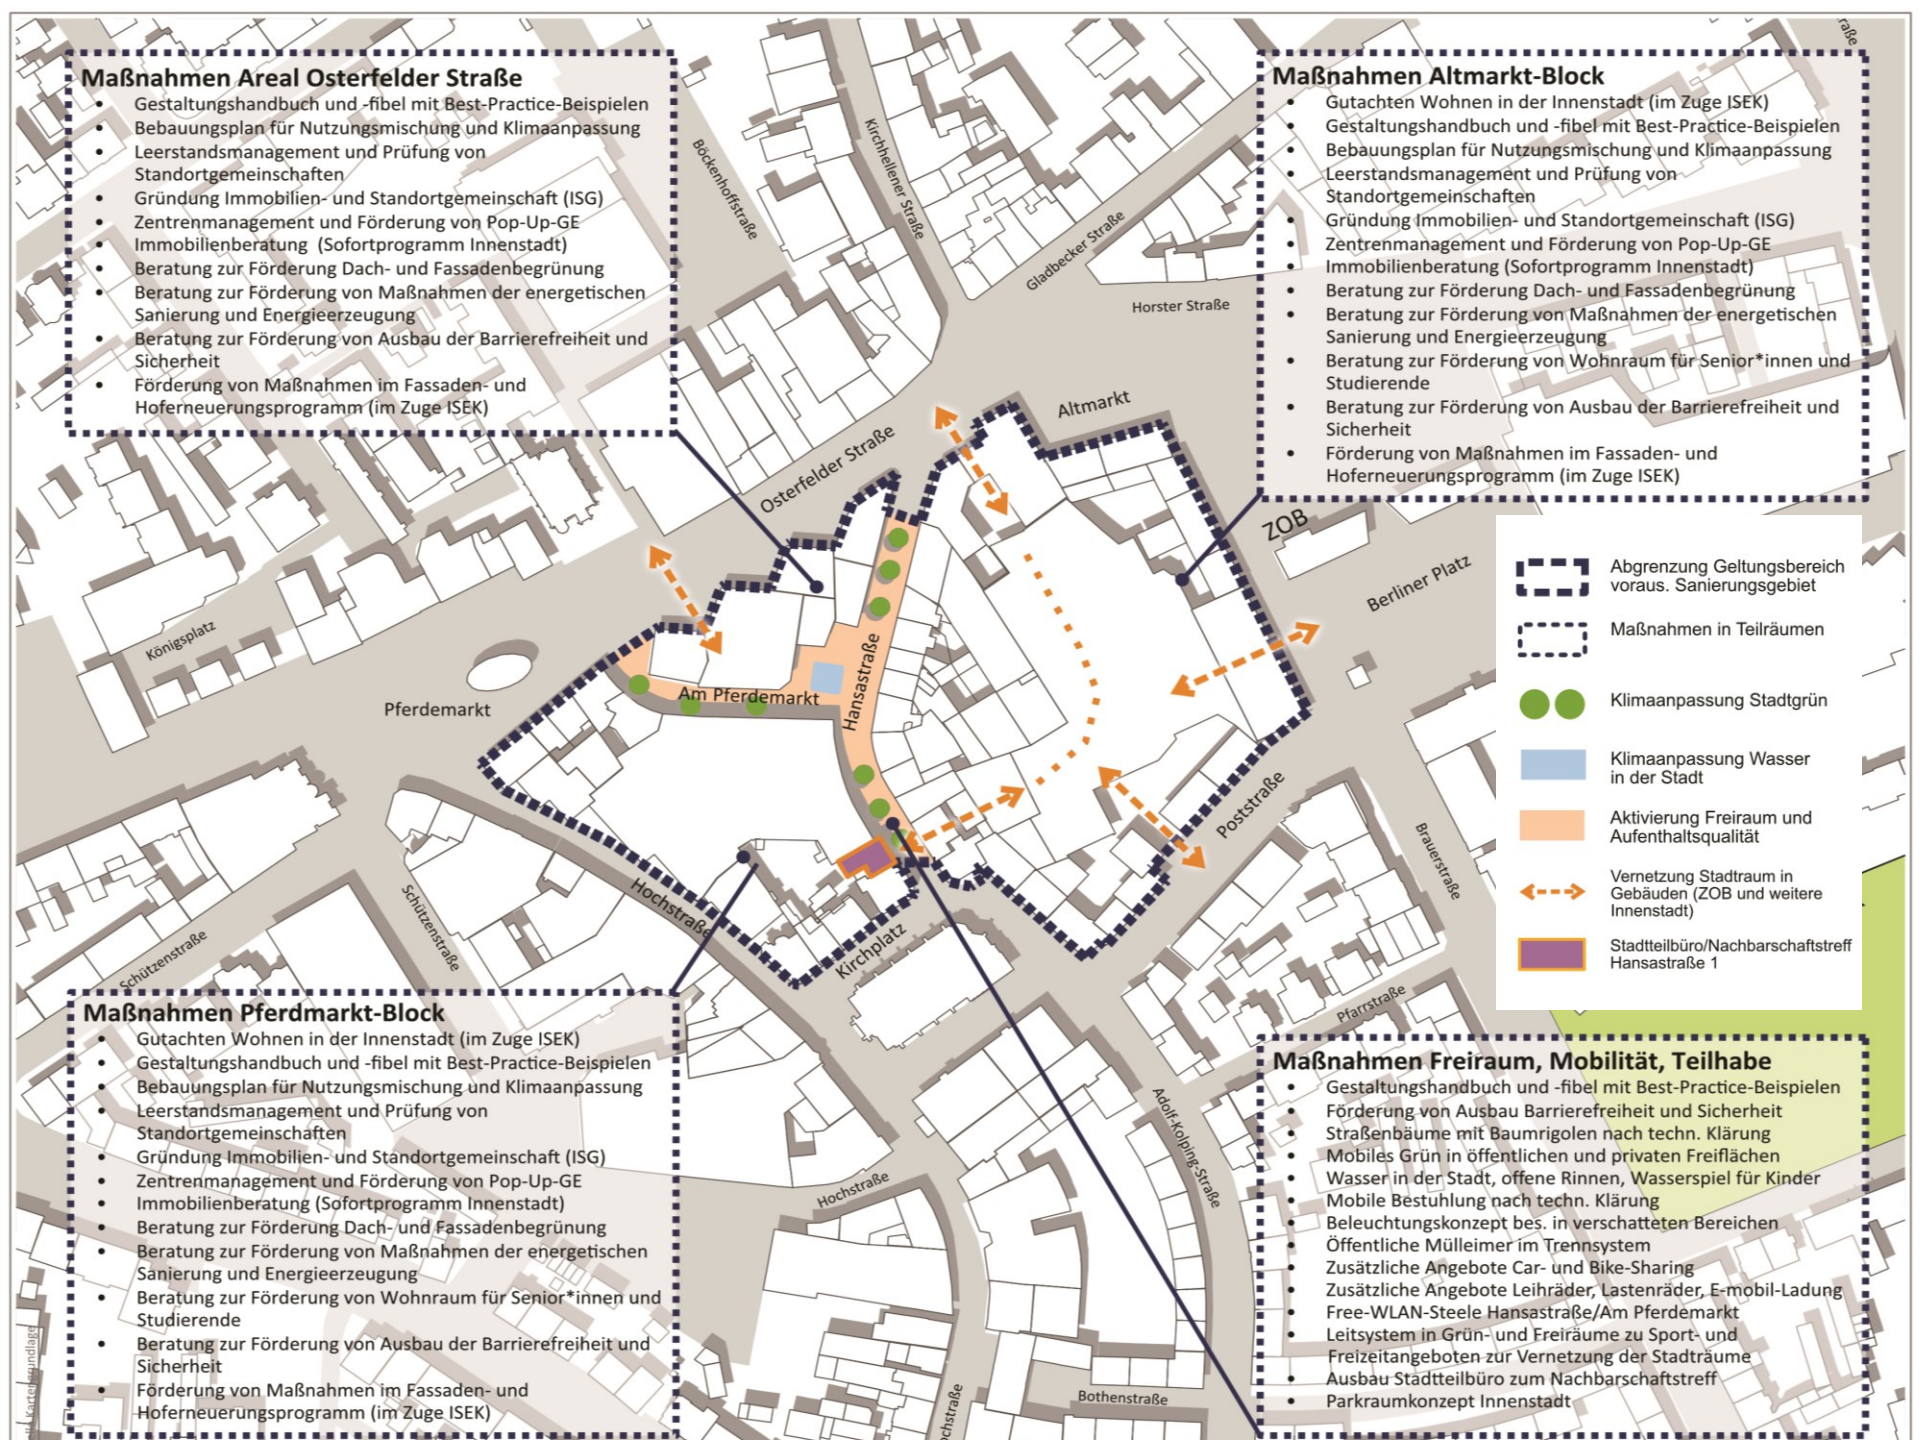 Maßnahmen Areal Osterfelder Straße
• Gestaltungshandbuch und -fibel mit Best-Practice-Beispielen
• Bebauungsplan für Nutzungsmischung und Klimaanpassung
• Leerstandsmanagement und Prüfung von
Standortgemeinschaften
• Gründung Immobilien- und Standortgemeinschaft (ISG)
• Zentrenmanagement und Förderung von Pop-Up-GE
• Immobilienberatung (Sofortprogramm Innenstadt)
• Beratung zur Förderung Dach- und Fassadenbegrünung
• Beratung zur Förderung von Maßnahmen der energetischen
Sanierung und Energieerzeugung
• Beratung zur Förderung von Ausbau der Barrierefreiheit und
Sicherheit
• Förderung von Maßnahmen im Fassaden- und
Hoferneuerungsprogramm (im Zuge ISEK)
Maßnahmen Altmarkt-Block
• Gutachten Wohnen in der Innenstadt (im Zuge ISEK)
• Gestaltungshandbuch und -fibel mit Best-Practice-Beispielen
• Bebauungsplan für Nutzungsmischung und Klimaanpassung
• Leerstandsmanagement und Prüfung von
Standortgemeinschaften
• Gründung Immobilien- und Standortgemeinschaft (ISG)
• Zentrenmanagement und Förderung von Pop-Up-GE
• Immobilienberatung (Sofortprogramm Innenstadt)
• Beratung zur Förderung Dach- und Fassadenbegrünung
• Beratung zur Förderung von Maßnahmen der energetischen
Sanierung und Energieerzeugung
• Beratung zur Förderung von Wohnraum für Senior*innen und
Studierende
• Beratung zur Förderung von Ausbau der Barrierefreiheit und
Sicherheit
• Förderung von Maßnahmen im Fassaden- und
Hoferneuerungsprogramm (im Zuge ISEK)
Böckenhoffstraße
Kirchhellener Straße
Gladbecker Straße
Horster Straße
Altmarkt
Osterfelder Straße
ZOB
Berliner Platz
Königsplatz
Pferdemarkt
Am Pferdemarkt
Hansastraße
Poststraße
Brauerstraße
Hochstraße
Kirchplatz
Schützenstraße
Schützenstraße
Pfarrstraße
Adolf-Kolping-Straße
Hochstraße
Bothenstraße
Abgrenzung Geltungsbereich
voraus. Sanierungsgebiet
Maßnahmen in Teilräumen
Klimaanpassung Stadtgrün
Klimaanpassung Wasser
in der Stadt
Aktivierung Freiraum und
Aufenthaltsqualität
Vernetzung Stadtraum in
Gebäuden (ZOB und weitere
Innenstadt)
Stadtteilbüro/Nachbarschaftstreff
Hansastraße 1
Maßnahmen Pferdmarkt-Block
• Gutachten Wohnen in der Innenstadt (im Zuge ISEK)
• Gestaltungshandbuch und -fibel mit Best-Practice-Beispielen
• Bebauungsplan für Nutzungsmischung und Klimaanpassung
• Leerstandsmanagement und Prüfung von
Standortgemeinschaften
• Gründung Immobilien- und Standortgemeinschaft (ISG)
• Zentrenmanagement und Förderung von Pop-Up-GE
• Immobilienberatung (Sofortprogramm Innenstadt)
• Beratung zur Förderung Dach- und Fassadenbegrünung
• Beratung zur Förderung von Maßnahmen der energetischen
Sanierung und Energieerzeugung
• Beratung zur Förderung von Wohnraum für Senior*innen und
Studierende
• Beratung zur Förderung von Ausbau der Barrierefreiheit und
Sicherheit
• Förderung von Maßnahmen im Fassaden- und
Hoferneuerungsprogramm (im Zuge ISEK)
Maßnahmen Freiraum, Mobilität, Teilhabe
• Gestaltungshandbuch und -fibel mit Best-Practice-Beispielen
• Förderung von Ausbau Barrierefreiheit und Sicherheit
• Straßenbäume mit Baumrigolen nach techn. Klärung
• Mobiles Grün in öffentlichen und privaten Freiflächen
• Wasser in der Stadt, offene Rinnen, Wasserspiel für Kinder
• Mobile Bestuhlung nach techn. Klärung
• Beleuchtungskonzept bes. in verschatteten Bereichen
• Öffentliche Mülleimer im Trennsystem
• Zusätzliche Angebote Car- und Bike-Sharing
• Zusätzliche Angebote Leihräder, Lastenräder, E-mobil-Ladung
• Free-WLAN-Steele Hansastraße/Am Pferdemarkt
• Leitsystem in Grün- und Freiräume zu Sport- und
Freizeitangeboten zur Vernetzung der Stadträume
• Ausbau Stadtteilbüro zum Nachbarschaftstreff
• Parkraumkonzept Innenstadt